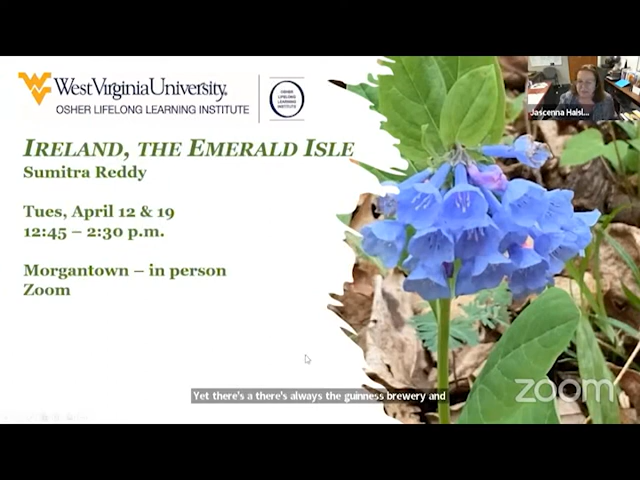 West Virginia University
OSHER LIFELONG LEARNING INSTITUTE
OSHER
LIFELONG
LEARNING
INSTITUTE
IRELAND, THE EMERALD ISLE
Sumitra Reddy
Tues, April 12 & 19
12:45 – 2:30 p.m.
Morgantown – in person
Zoom
Yet there's a there's always the guinness brewery and
zoom